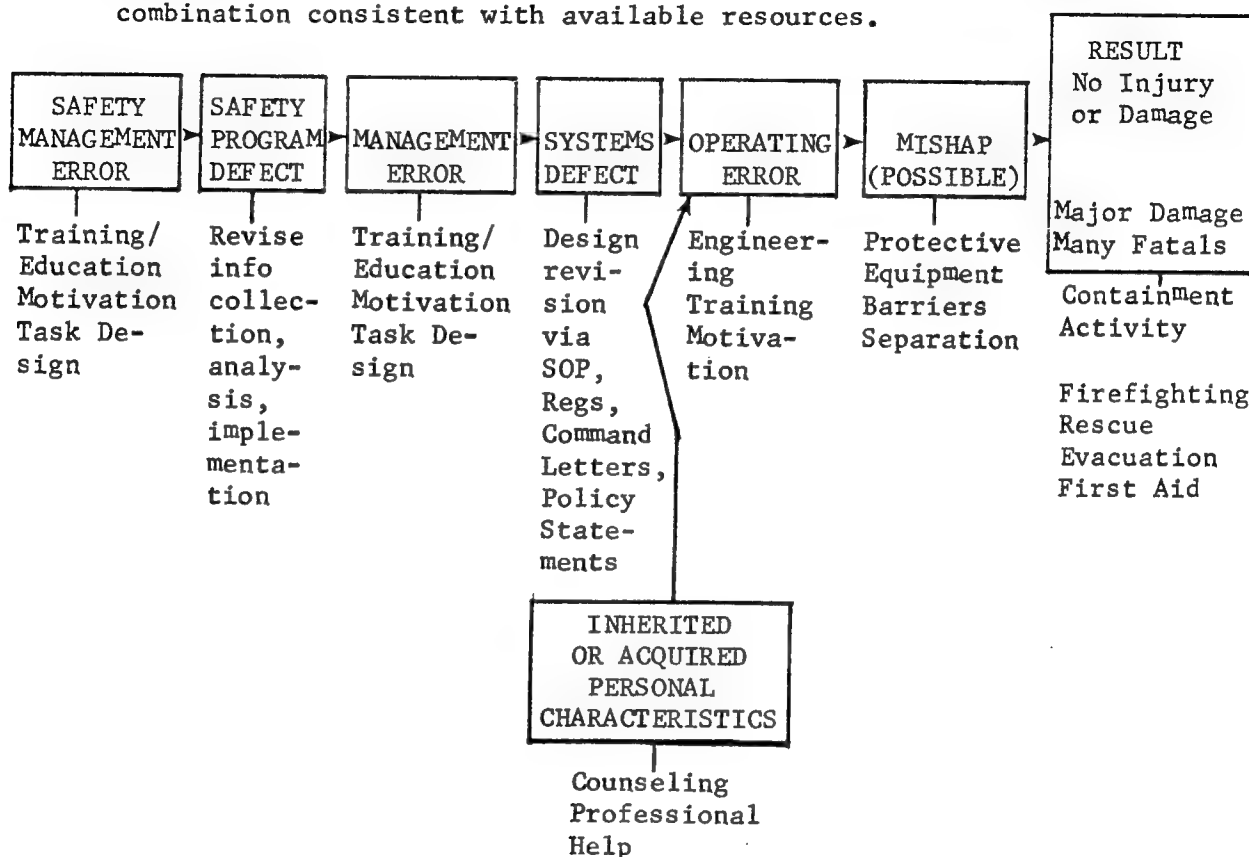 combination consistent with available resources.
SAFETY
MANAGEMENT
ERROR
SAFETY
PROGRAM
DEFECT
MANAGEMENT
ERROR
SYSTEMS
DEFECT
OPERATING
ERROR
MISHAP
(POSSIBLE)
RESULT
No Injury
or Damage
Major Damage
Many Fatals
Training/
Education
Motivation
Task De-
sign
Revise
info
collec-
tion,
analy-
sis,
imple-
menta-
tion
Training/
Education
Motivation
Task De-
sign
Design
revi-
sion
via
SOP,
Regs,
Command
Letters,
Policy
State-
ments
Engineer-
ing
Training
Motiva-
tion
Protective
Equipment
Barriers
Separation
Containment
Activity
Firefighting
Rescue
Evacuation
First Aid
INHERITED
OR ACQUIRED
PERSONAL
CHARACTERISTICS
Counseling
Professional
Help